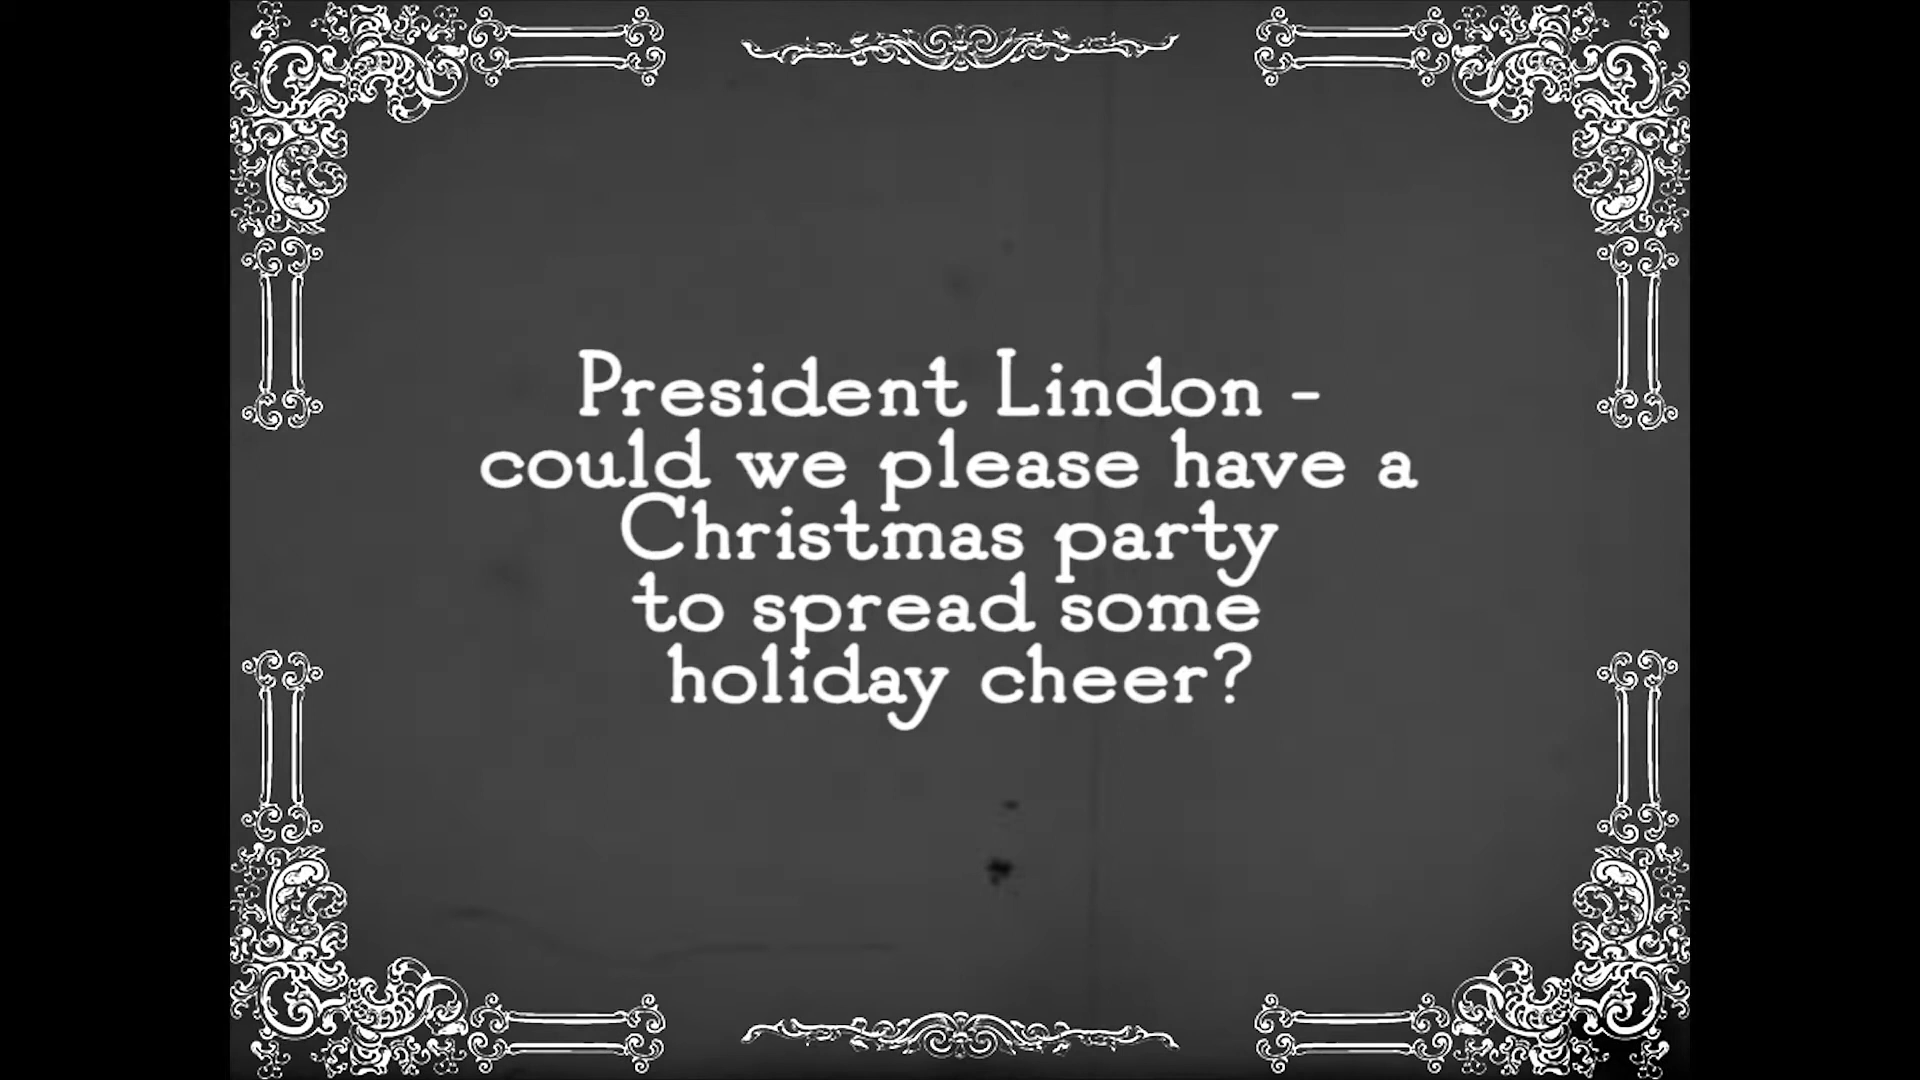 President Lindon -
could we please have a
Christmas party
to spread some
holiday cheer?